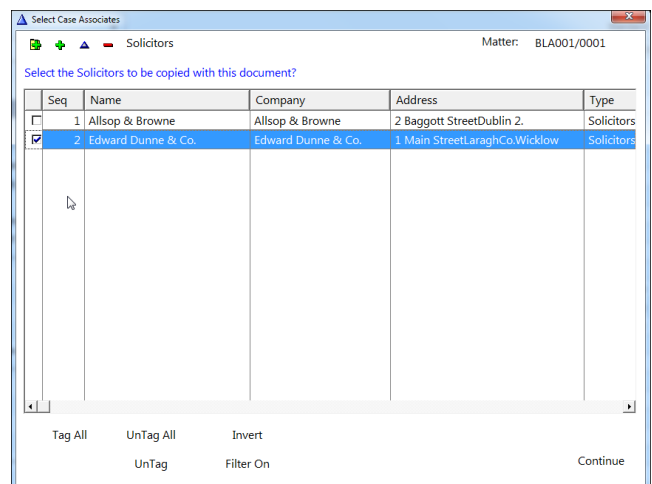 Select Case Associates
Solicitors Matter: BLA001/0001
Select the Solicitors to be copied with this document?
Seq Name Company Address Type
1 Allsop & Browne Allsop & Browne 2 Baggott StreetDublin 2. Solicitors
2 Edward Dunne & Co. Edward Dunne & Co. 1 Main StreetLaraghCo.Wicklow Solicitors
Tag All UnTag All Invert
UnTag Filter On Continue